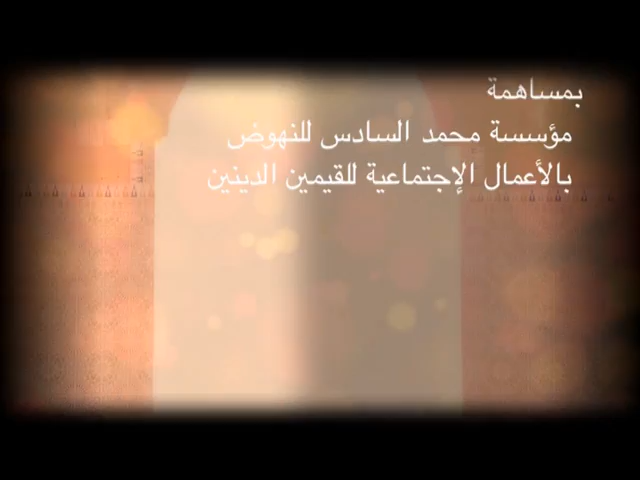 بمساهمة
مؤسسة محمد السادس للنهوض
بالأعمال الإجتماعية للقيمين الدينين